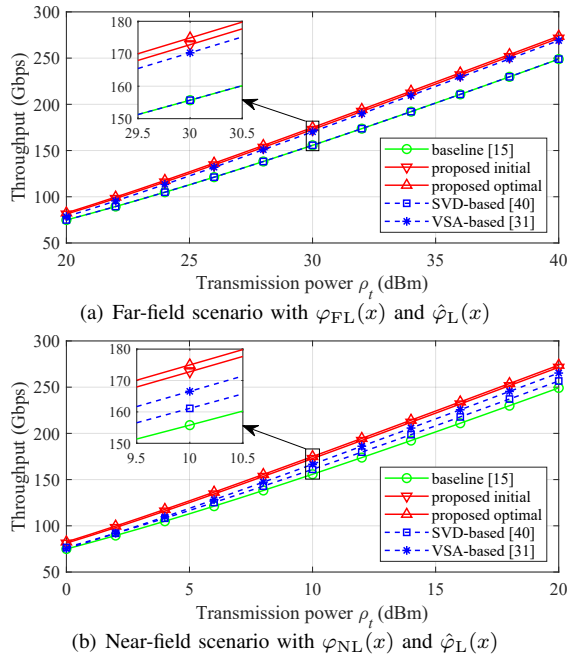 180
170
160
150
29.5
30
30.5
300
250
200
150
100
50
Throughput (Gbps)
baseline [15]
proposed initial
proposed optimal
SVD-based [40]
VSA-based [31]
20
25
30
35
40
Transmission power ρt (dBm)
(a) Far-field scenario with φFL(x) and φ̂L(x)
180
170
160
150
9.5
10
10.5
300
250
200
150
100
50
Throughput (Gbps)
baseline [15]
proposed initial
proposed optimal
SVD-based [40]
VSA-based [31]
0
5
10
15
20
Transmission power ρt (dBm)
(b) Near-field scenario with φNL(x) and φ̂L(x)